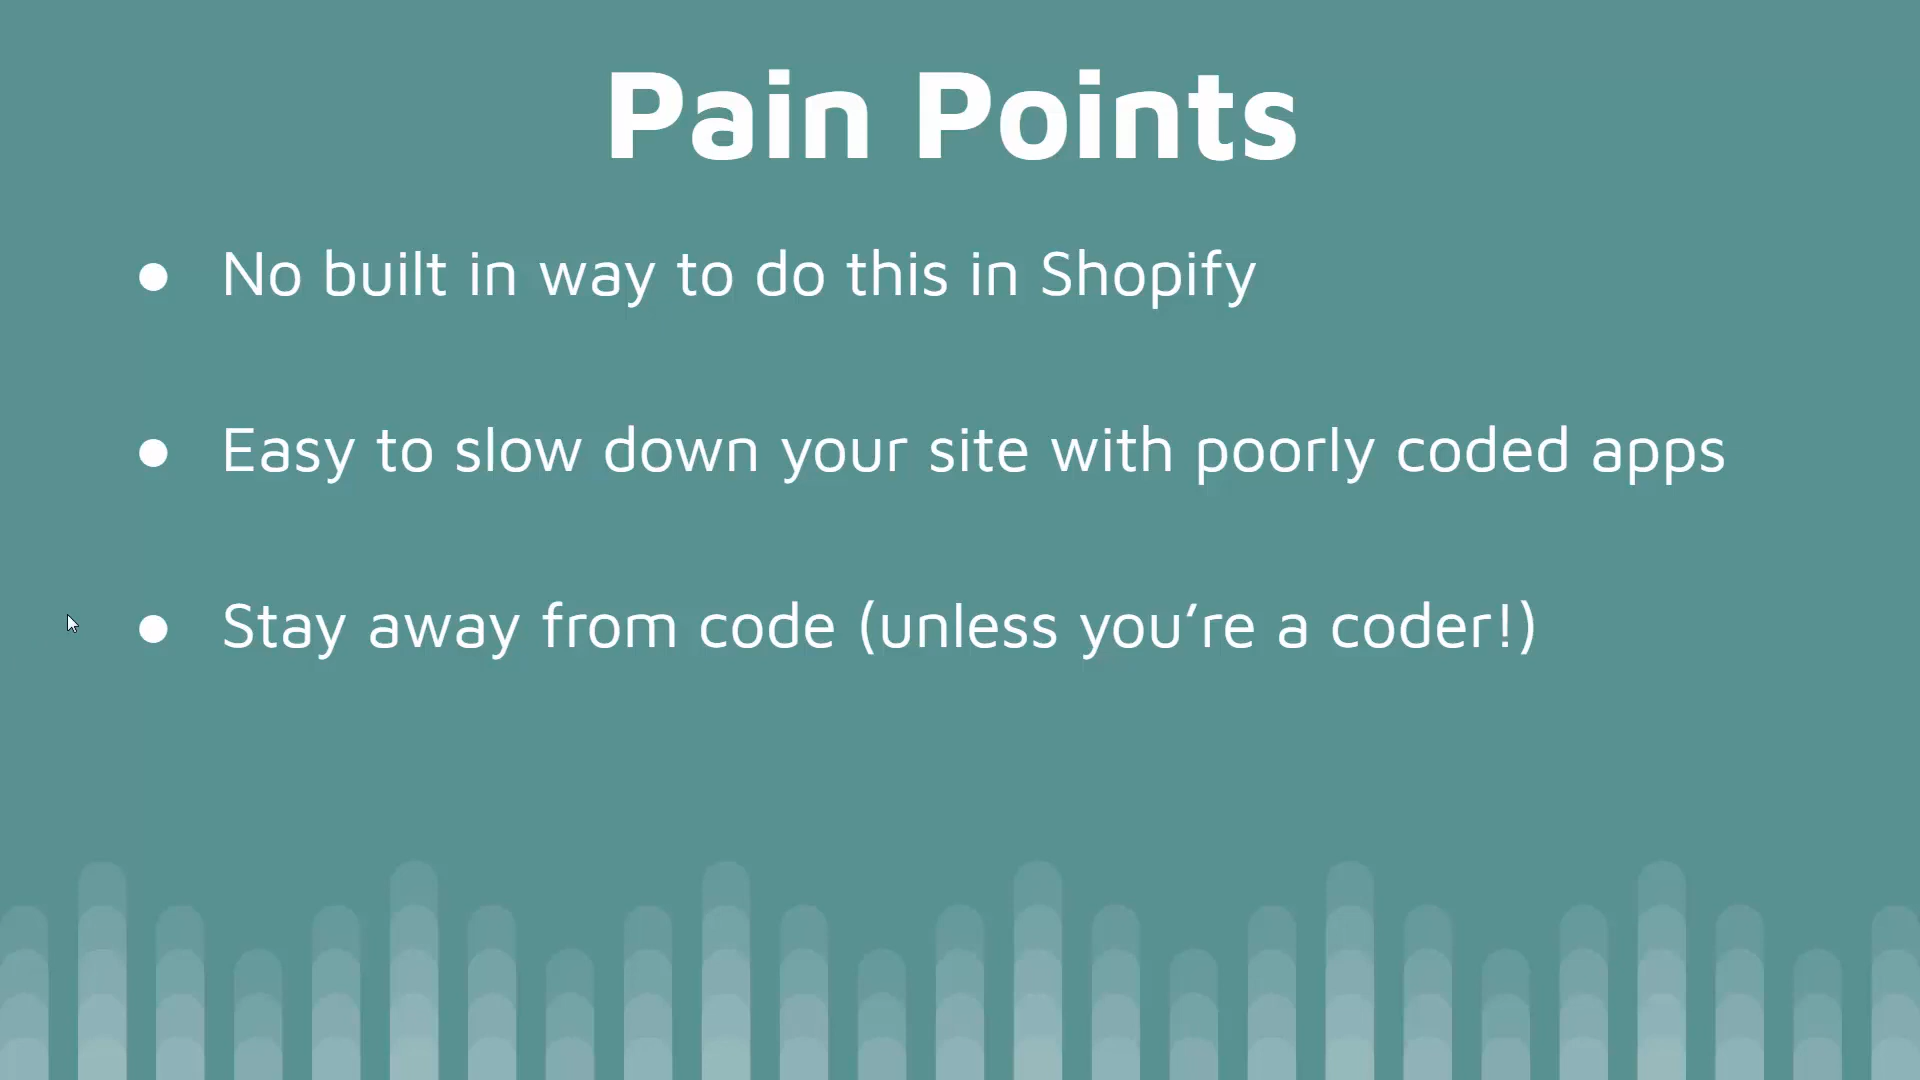 Pain Points
● No built in way to do this in Shopify
● Easy to slow down your site with poorly coded apps
● Stay away from code (unless you’re a coder!)